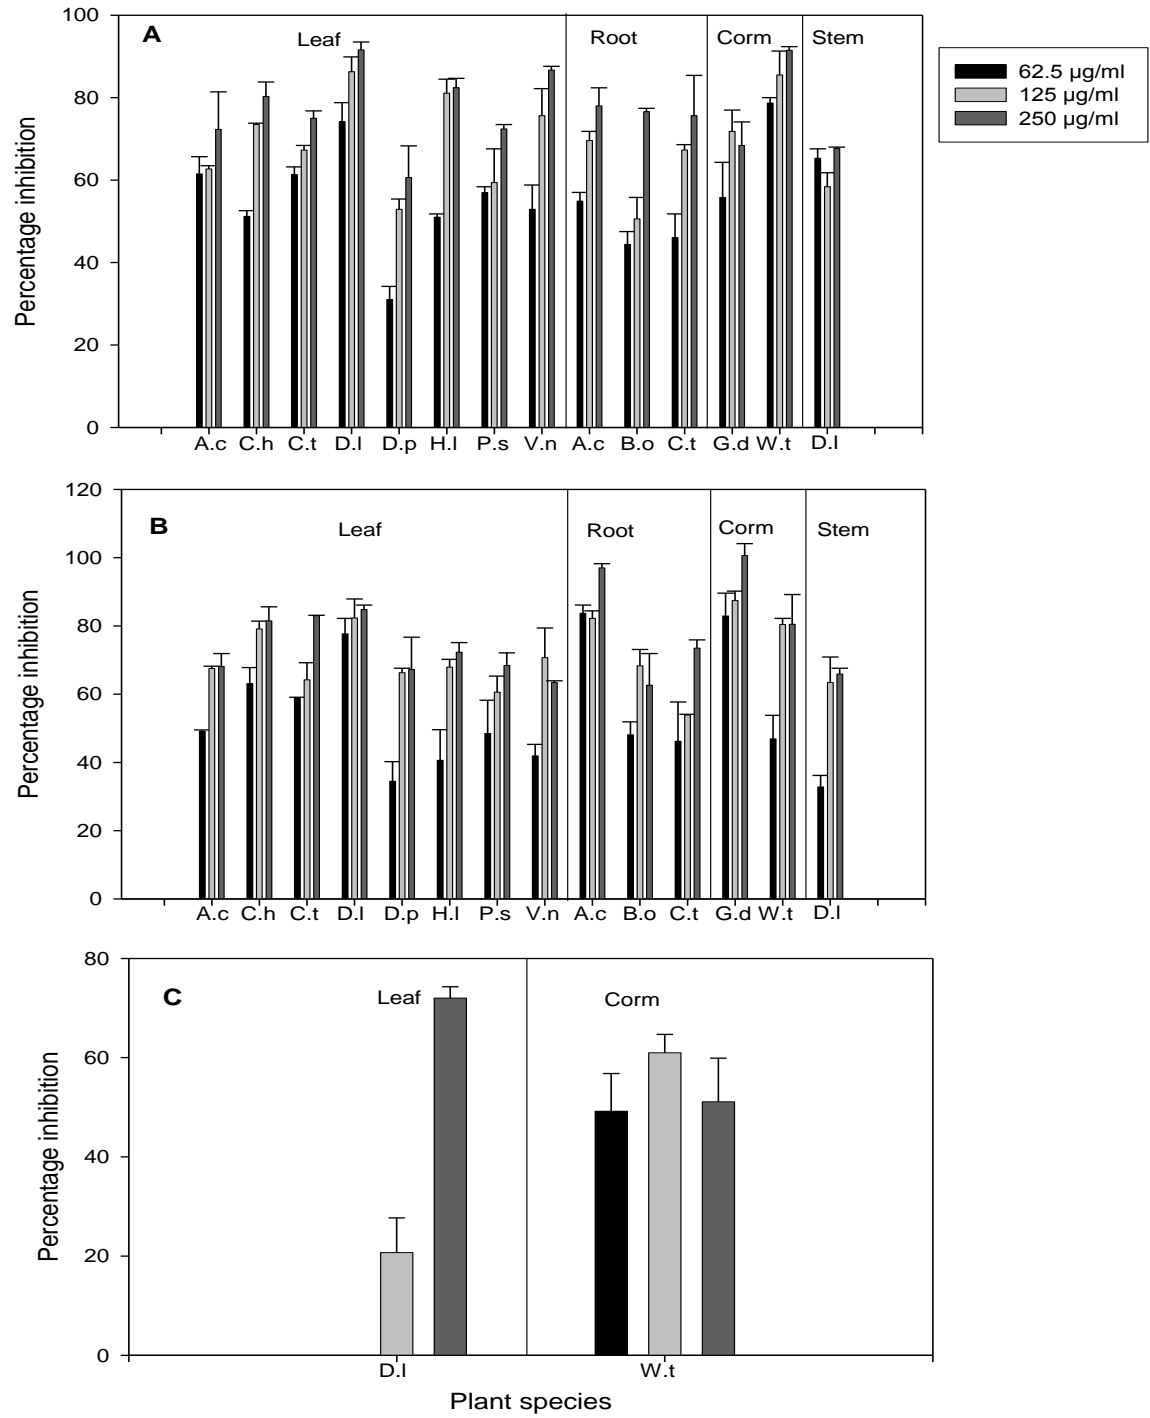 100
A
Leaf
Root
Corm
Stem
62.5 µg/ml
125 µg/ml
250 µg/ml
80
60
40
20
0
Percentage inhibition
A.c C.h C.t D.l D.p H.l P.s V.n A.c B.o C.t G.d W.t D.l
120
B
Leaf
Root
Corm
Stem
100
80
60
40
20
0
Percentage inhibition
A.c C.h C.t D.l D.p H.l P.s V.n A.c B.o C.t G.d W.t D.l
80
C
Leaf
Corm
60
40
20
0
Percentage inhibition
D.l W.t
Plant species